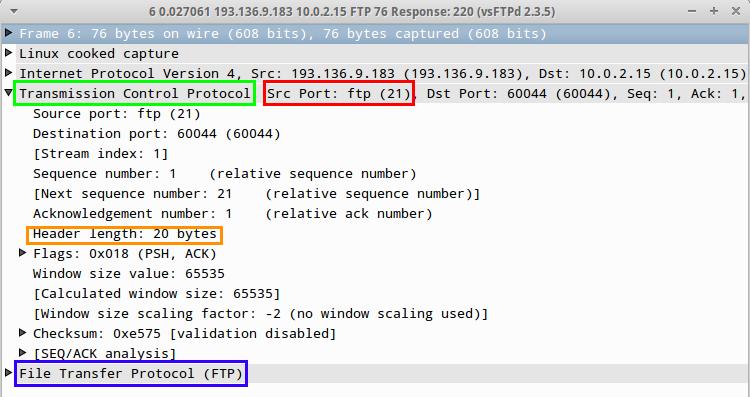 6 0.027061 193.136.9.183 10.0.2.15 FTP 76 Response: 220 (vsFTPd 2.3.5)
Frame 6: 76 bytes on wire (608 bits), 76 bytes captured (608 bits)
Linux cooked capture
Internet Protocol Version 4, Src: 193.136.9.183 (193.136.9.183), Dst: 10.0.2.15 (10.0.2.15)
Transmission Control Protocol, Src Port: ftp (21), Dst Port: 60044 (60044), Seq: 1, Ack: 1,
Source port: ftp (21)
Destination port: 60044 (60044)
[Stream index: 1]
Sequence number: 1    (relative sequence number)
[Next sequence number: 21    (relative sequence number)]
Acknowledgement number: 1    (relative ack number)
Header length: 20 bytes
Flags: 0x018 (PSH, ACK)
Window size value: 65535
[Calculated window size: 65535]
[Window size scaling factor: -2 (no window scaling used)]
Checksum: 0xe575 [validation disabled]
[SEQ/ACK analysis]
File Transfer Protocol (FTP)